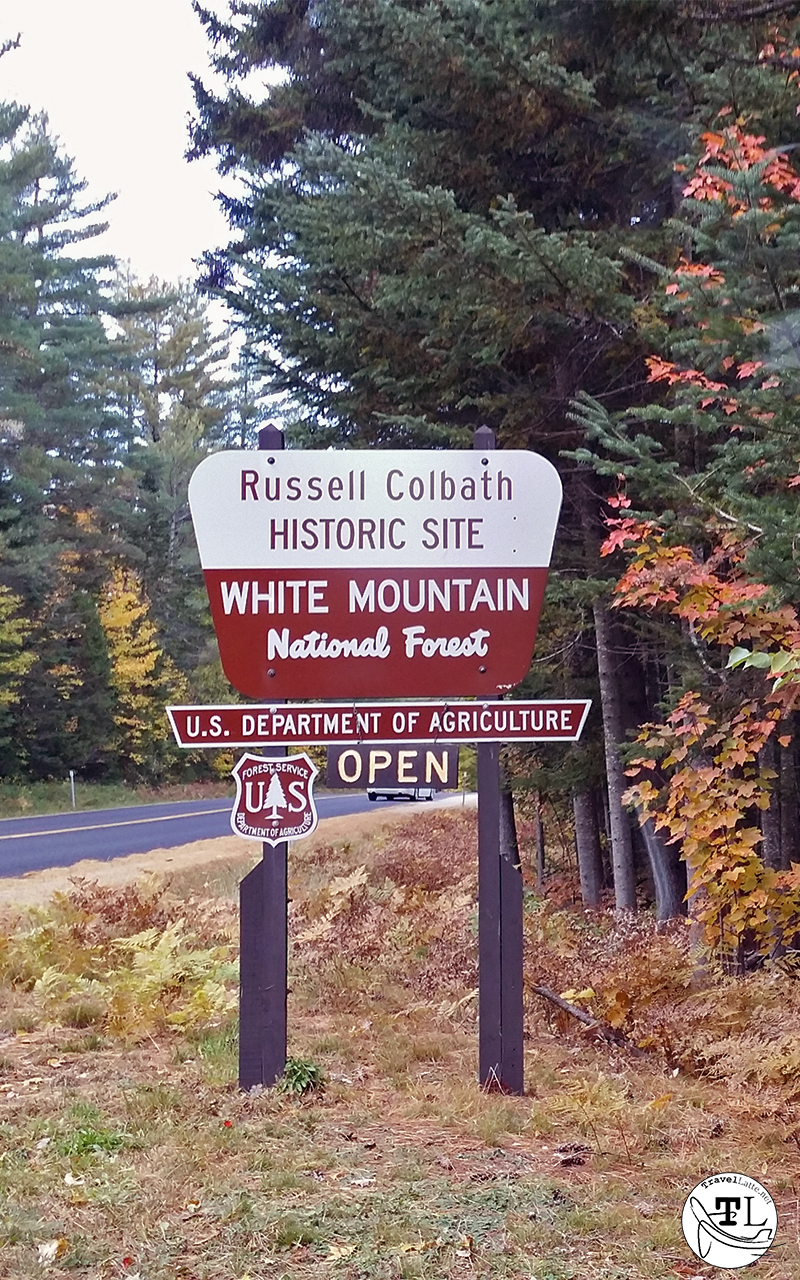 Russell Colbath
HISTORIC SITE
WHITE MOUNTAIN
National Forest
U.S. DEPARTMENT OF AGRICULTURE
OPEN
FOREST SERVICE
U S
DEPARTMENT OF AGRICULTURE
TravelLatte.net
TL